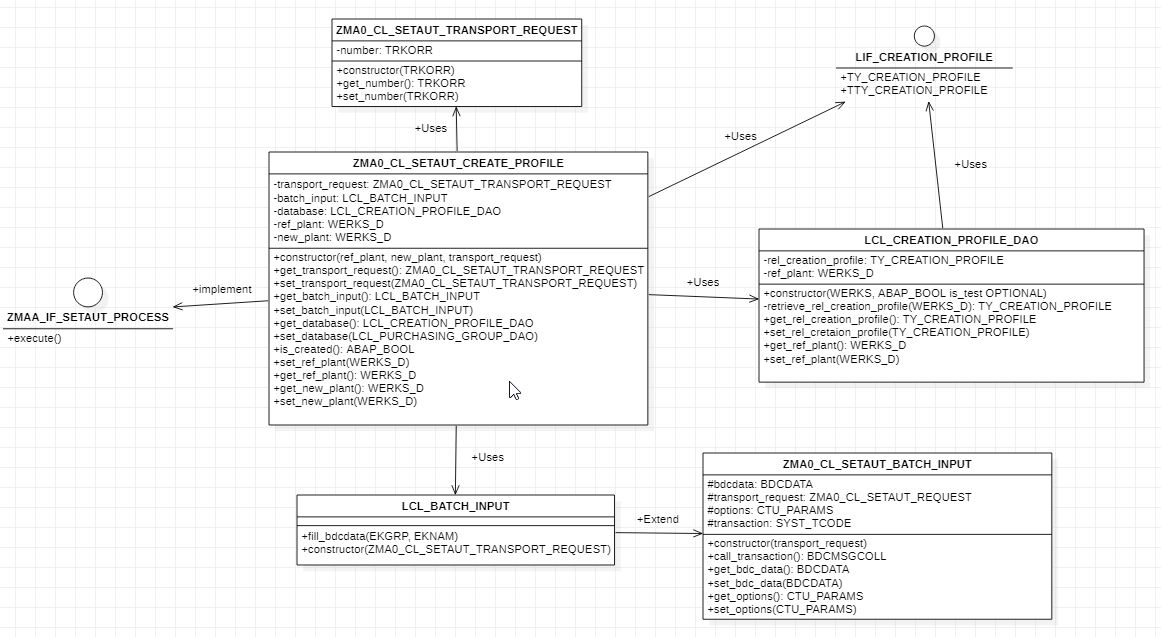 ZMA0_CL_SETAUT_TRANSPORT_REQUEST
-number: TRKORR
+constructor(TRKORR)
+get_number(): TRKORR
+set_number(TRKORR)
LIF_CREATION_PROFILE
+TY_CREATION_PROFILE
+TTY_CREATION_PROFILE
+Uses
+Uses
+Uses
ZMA0_CL_SETAUT_CREATE_PROFILE
-transport_request: ZMA0_CL_SETAUT_TRANSPORT_REQUEST
-batch_input: LCL_BATCH_INPUT
-database: LCL_CREATION_PROFILE_DAO
-ref_plant: WERKS_D
-new_plant: WERKS_D
+constructor(ref_plant, new_plant, transport_request)
+get_transport_request(): ZMA0_CL_SETAUT_TRANSPORT_REQUEST
+set_transport_request(ZMA0_CL_SETAUT_TRANSPORT_REQUEST)
+get_batch_input(): LCL_BATCH_INPUT
+set_batch_input(LCL_BATCH_INPUT)
+get_database(): LCL_CREATION_PROFILE_DAO
+set_database(LCL_PURCHASING_GROUP_DAO)
+is_created(): ABAP_BOOL
+set_ref_plant(WERKS_D)
+get_ref_plant(): WERKS_D
+get_new_plant(): WERKS_D
+set_new_plant(WERKS_D)
LCL_CREATION_PROFILE_DAO
-rel_creation_profile: TY_CREATION_PROFILE
-ref_plant: WERKS_D
+constructor(WERKS, ABAP_BOOL is_test OPTIONAL)
-retrieve_rel_creation_profile(WERKS_D): TY_CREATION_PROFILE
+get_rel_creation_profile(): TY_CREATION_PROFILE
+set_rel_cretaion_profile(TY_CREATION_PROFILE)
+get_ref_plant(): WERKS_D
+set_ref_plant(WERKS_D)
+Uses
+implement
ZMAA_IF_SETAUT_PROCESS
+execute()
+Uses
LCL_BATCH_INPUT
+fill_bdcdata(EKGRP, EKNAM)
+constructor(ZMA0_CL_SETAUT_TRANSPORT_REQUEST)
+Extend
ZMA0_CL_SETAUT_BATCH_INPUT
#bdcdata: BDCDATA
#transport_request: ZMA0_CL_SETAUT_REQUEST
#options: CTU_PARAMS
#transaction: SYST_TCODE
+constructor(transport_request)
+call_transaction(): BDCMSGCOLL
+get_bdc_data(): BDCDATA
+set_bdc_data(BDCDATA)
+get_options(): CTU_PARAMS
+set_options(CTU_PARAMS)